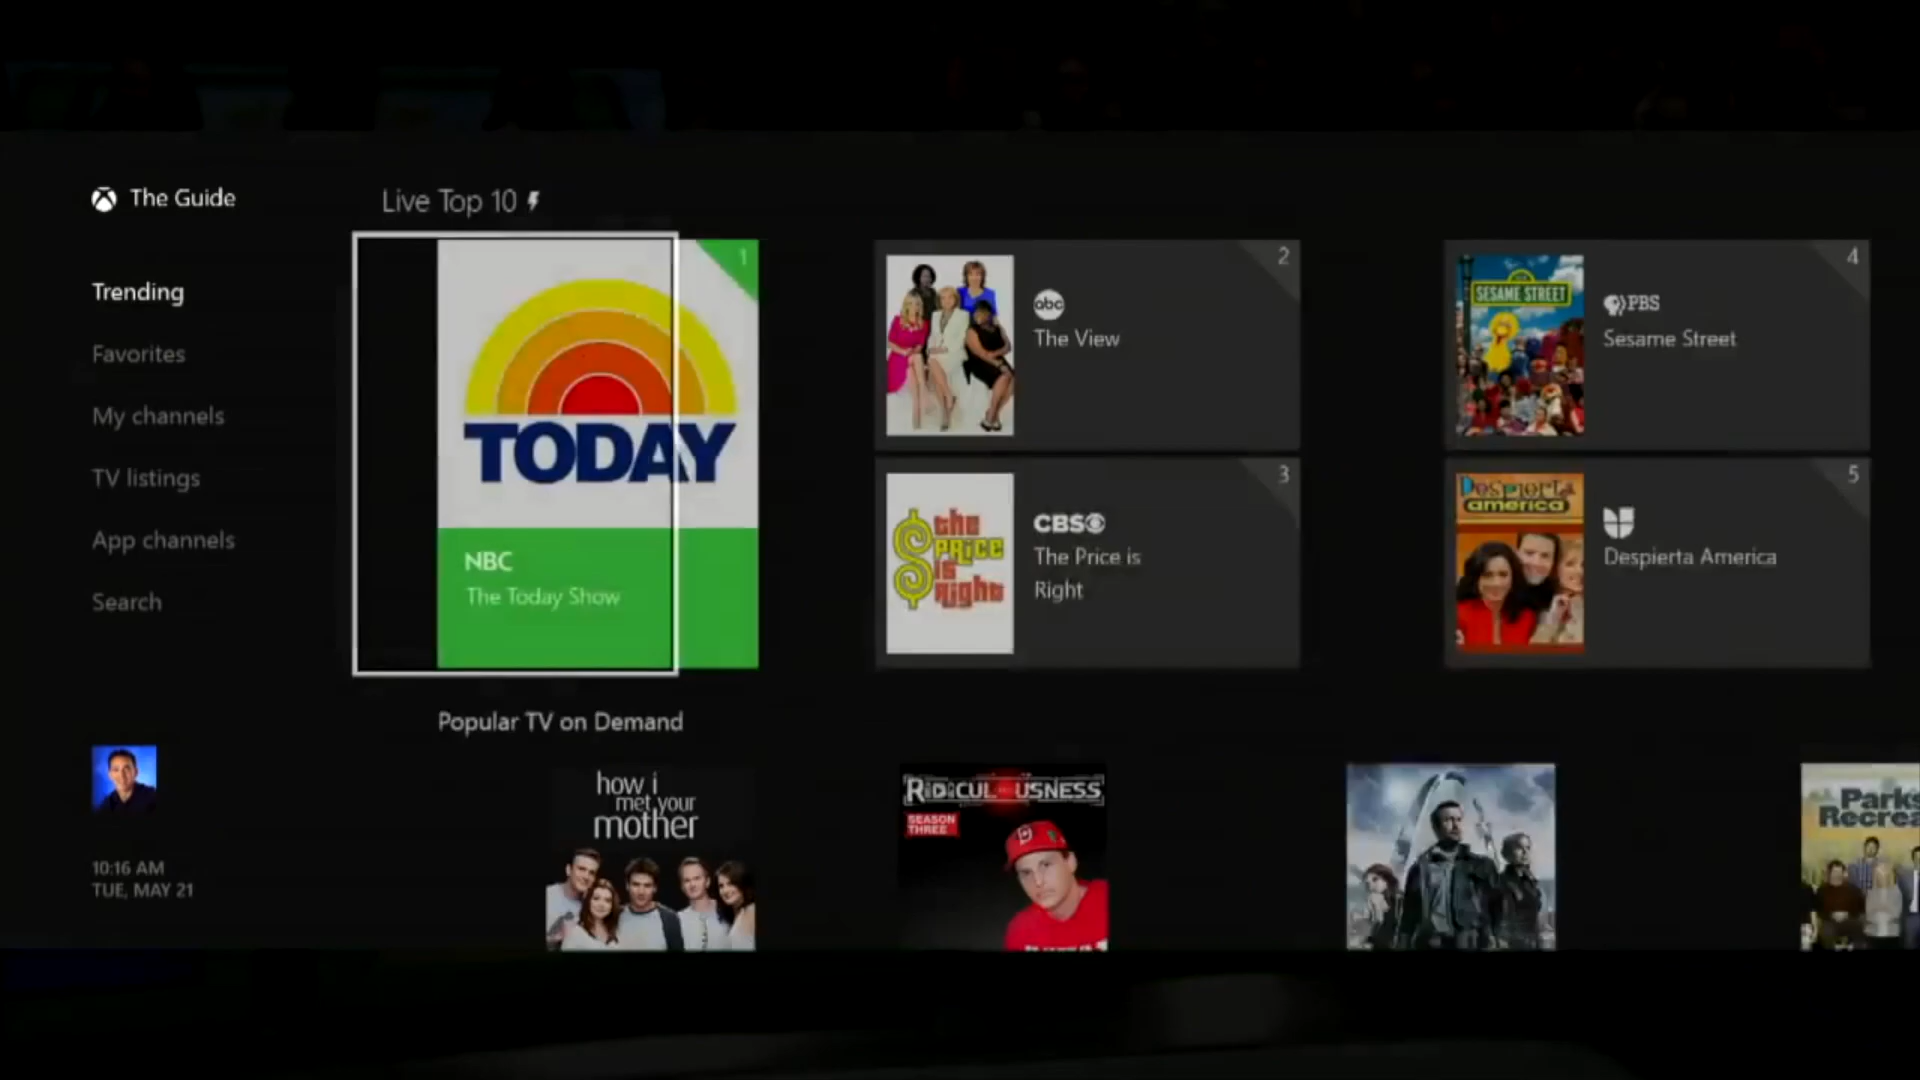 The Guide
Live Top 10
Trending
Favorites
My channels
TV listings
App channels
Search
10:16 AM
TUE, MAY 21
1
TODAY
NBC
The Today Show
2
abc
The View
3
the
PRICE
is
Right
CBS
The Price is
Right
4
SESAME STREET
PBS
Sesame Street
5
Despierta
america
Despierta America
Popular TV on Demand
how i
met your
mother
RIDICULOUSNESS
SEASON
THREE
Parks
Recrea